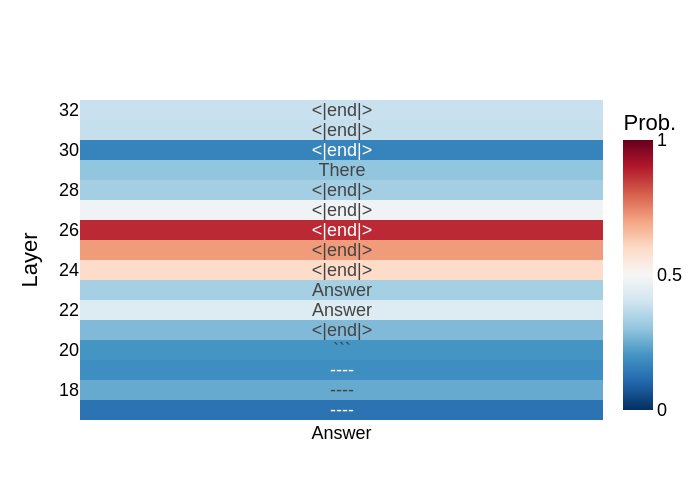 Prob.
32 <|end|> 1
<|end|>
30 <|end|>
There
28 <|end|>
<|end|>
26 <|end|>
<|end|>
24 <|end|> 0.5
Answer
22 Answer
<|end|>
20 ```
----
18 ----
----
0
Layer
Answer